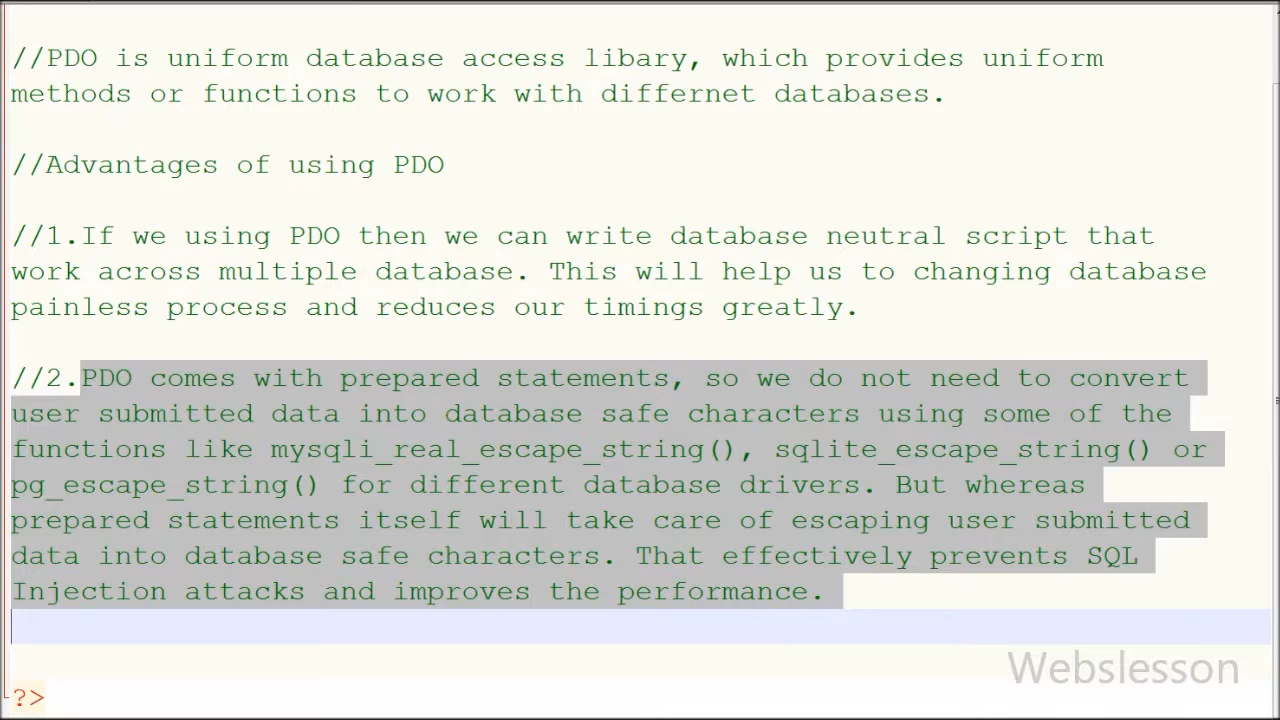 //PDO is uniform database access libary, which provides uniform
methods or functions to work with differnet databases.
//Advantages of using PDO
//1.If we using PDO then we can write database neutral script that
work across multiple database. This will help us to changing database
painless process and reduces our timings greatly.
//2.PDO comes with prepared statements, so we do not need to convert
user submitted data into database safe characters using some of the
functions like mysqli_real_escape_string(), sqlite_escape_string() or
pg_escape_string() for different database drivers. But whereas
prepared statements itself will take care of escaping user submitted
data into database safe characters. That effectively prevents SQL
Injection attacks and improves the performance.
Webslesson
?>